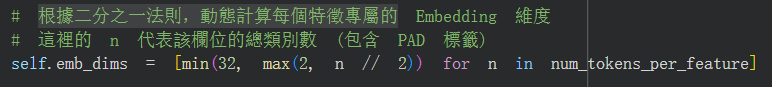 # 根據二分之一法則，動態計算每個特徵專屬的 Embedding 維度
# 這裡的 n 代表該欄位的總類別數 (包含 PAD 標籤)
self.emb_dims = [min(32, max(2, n // 2)) for n in num_tokens_per_feature]